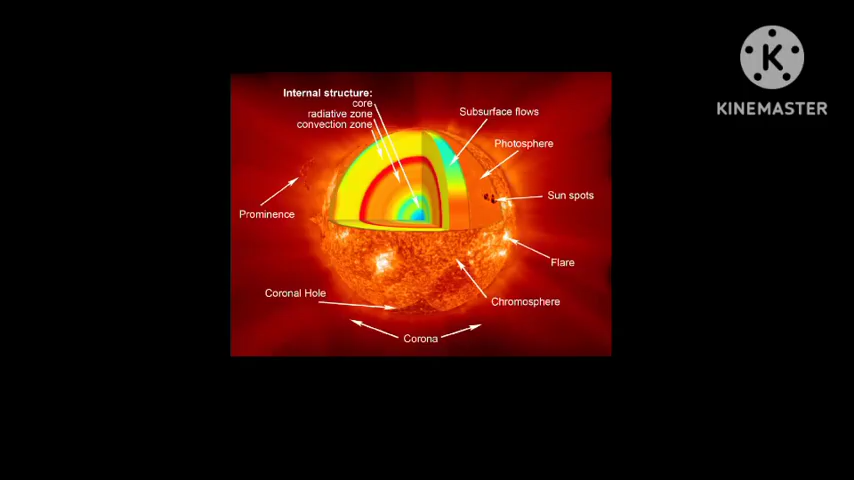 Internal structure:
core
radiative zone
convection zone
Subsurface flows
Photosphere
Sun spots
Prominence
Flare
Coronal Hole
Chromosphere
Corona
K
KINEMASTER